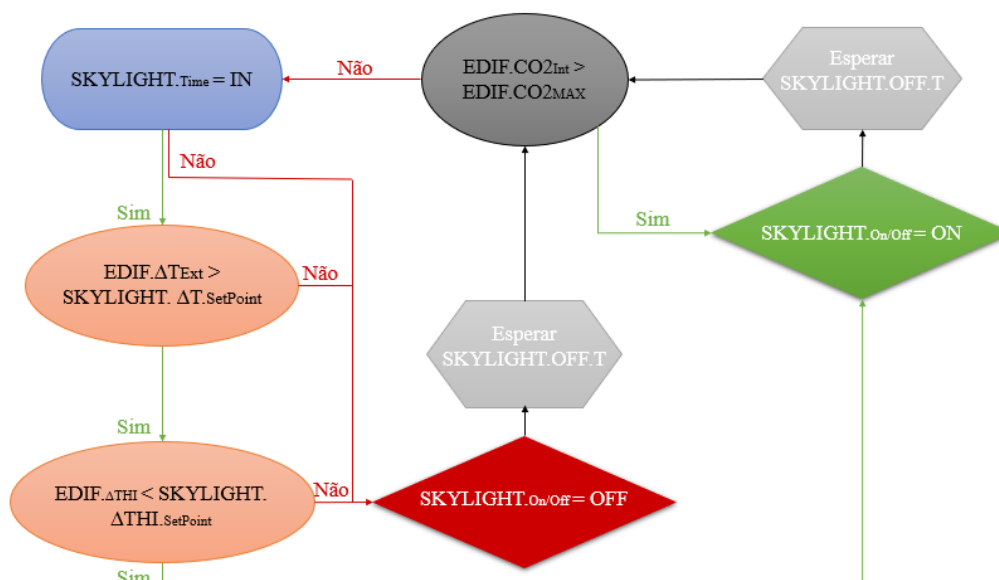 SKYLIGHT.Time = IN
Não
EDIF.CO2Int >
EDIF.CO2MAX
Esperar
SKYLIGHT.OFF.T
Não
Sim
Sim
SKYLIGHT.On/Off = ON
EDIF.ΔTExt >
SKYLIGHT. ΔT.SetPoint
Não
Esperar
SKYLIGHT.OFF.T
Sim
EDIF.ΔTHI < SKYLIGHT.
ΔTHI.SetPoint
Não
SKYLIGHT.On/Off = OFF
Sim